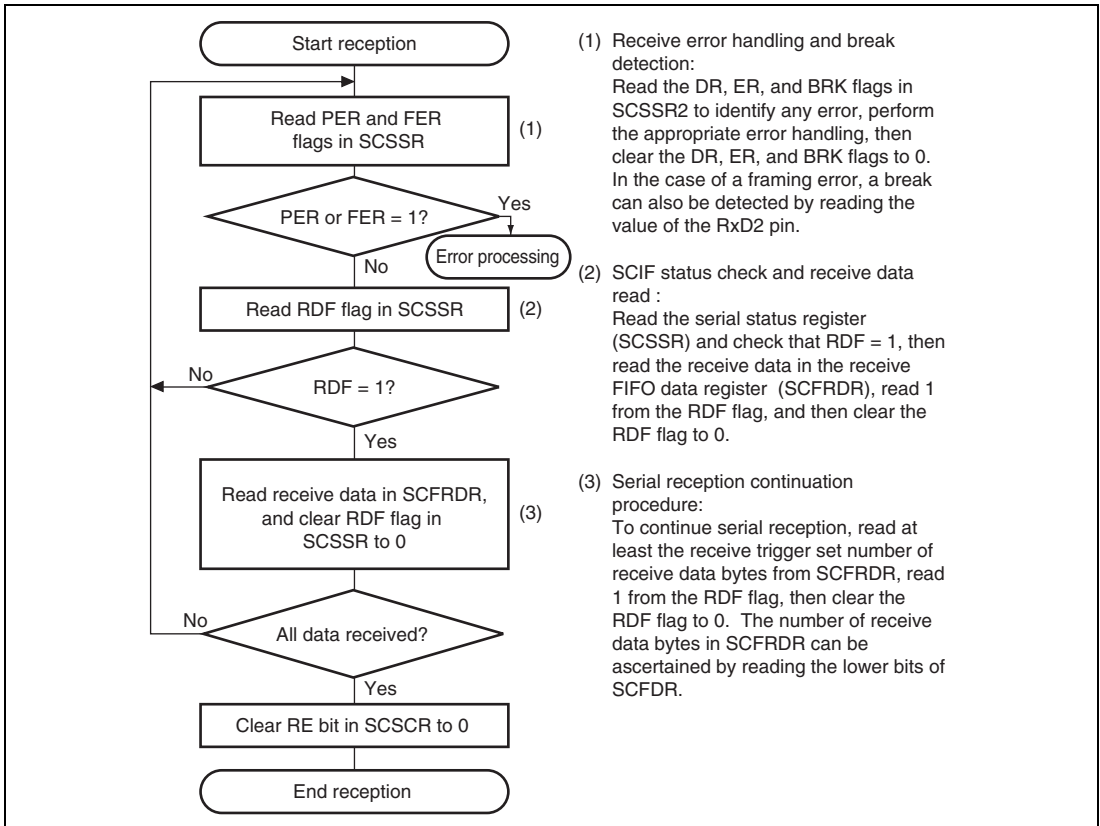 Start reception
Read PER and FER
flags in SCSSR
(1)
PER or FER = 1?
Yes
Error processing
No
Read RDF flag in SCSSR
(2)
No
RDF = 1?
Yes
Read receive data in SCFRDR,
and clear RDF flag in
SCSSR to 0
(3)
No
All data received?
Yes
Clear RE bit in SCSCR to 0
End reception
(1) Receive error handling and break
detection:
Read the DR, ER, and BRK flags in
SCSSR2 to identify any error, perform
the appropriate error handling, then
clear the DR, ER, and BRK flags to 0.
In the case of a framing error, a break
can also be detected by reading the
value of the RxD2 pin.
(2) SCIF status check and receive data
read :
Read the serial status register
(SCSSR) and check that RDF = 1, then
read the receive data in the receive
FIFO data register (SCFRDR), read 1
from the RDF flag, and then clear the
RDF flag to 0.
(3) Serial reception continuation
procedure:
To continue serial reception, read at
least the receive trigger set number of
receive data bytes from SCFRDR, read
1 from the RDF flag, then clear the
RDF flag to 0. The number of receive
data bytes in SCFRDR can be
ascertained by reading the lower bits of
SCFDR.